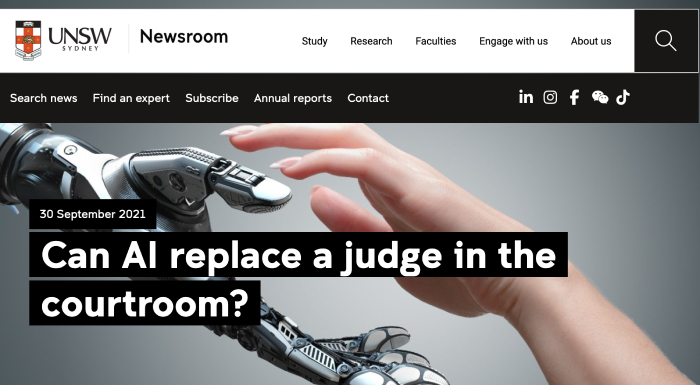 UNSW
SYDNEY
Newsroom
Study Research Faculties Engage with us About us
Search news Find an expert Subscribe Annual reports Contact
30 September 2021
Can AI replace a judge in the
courtroom?